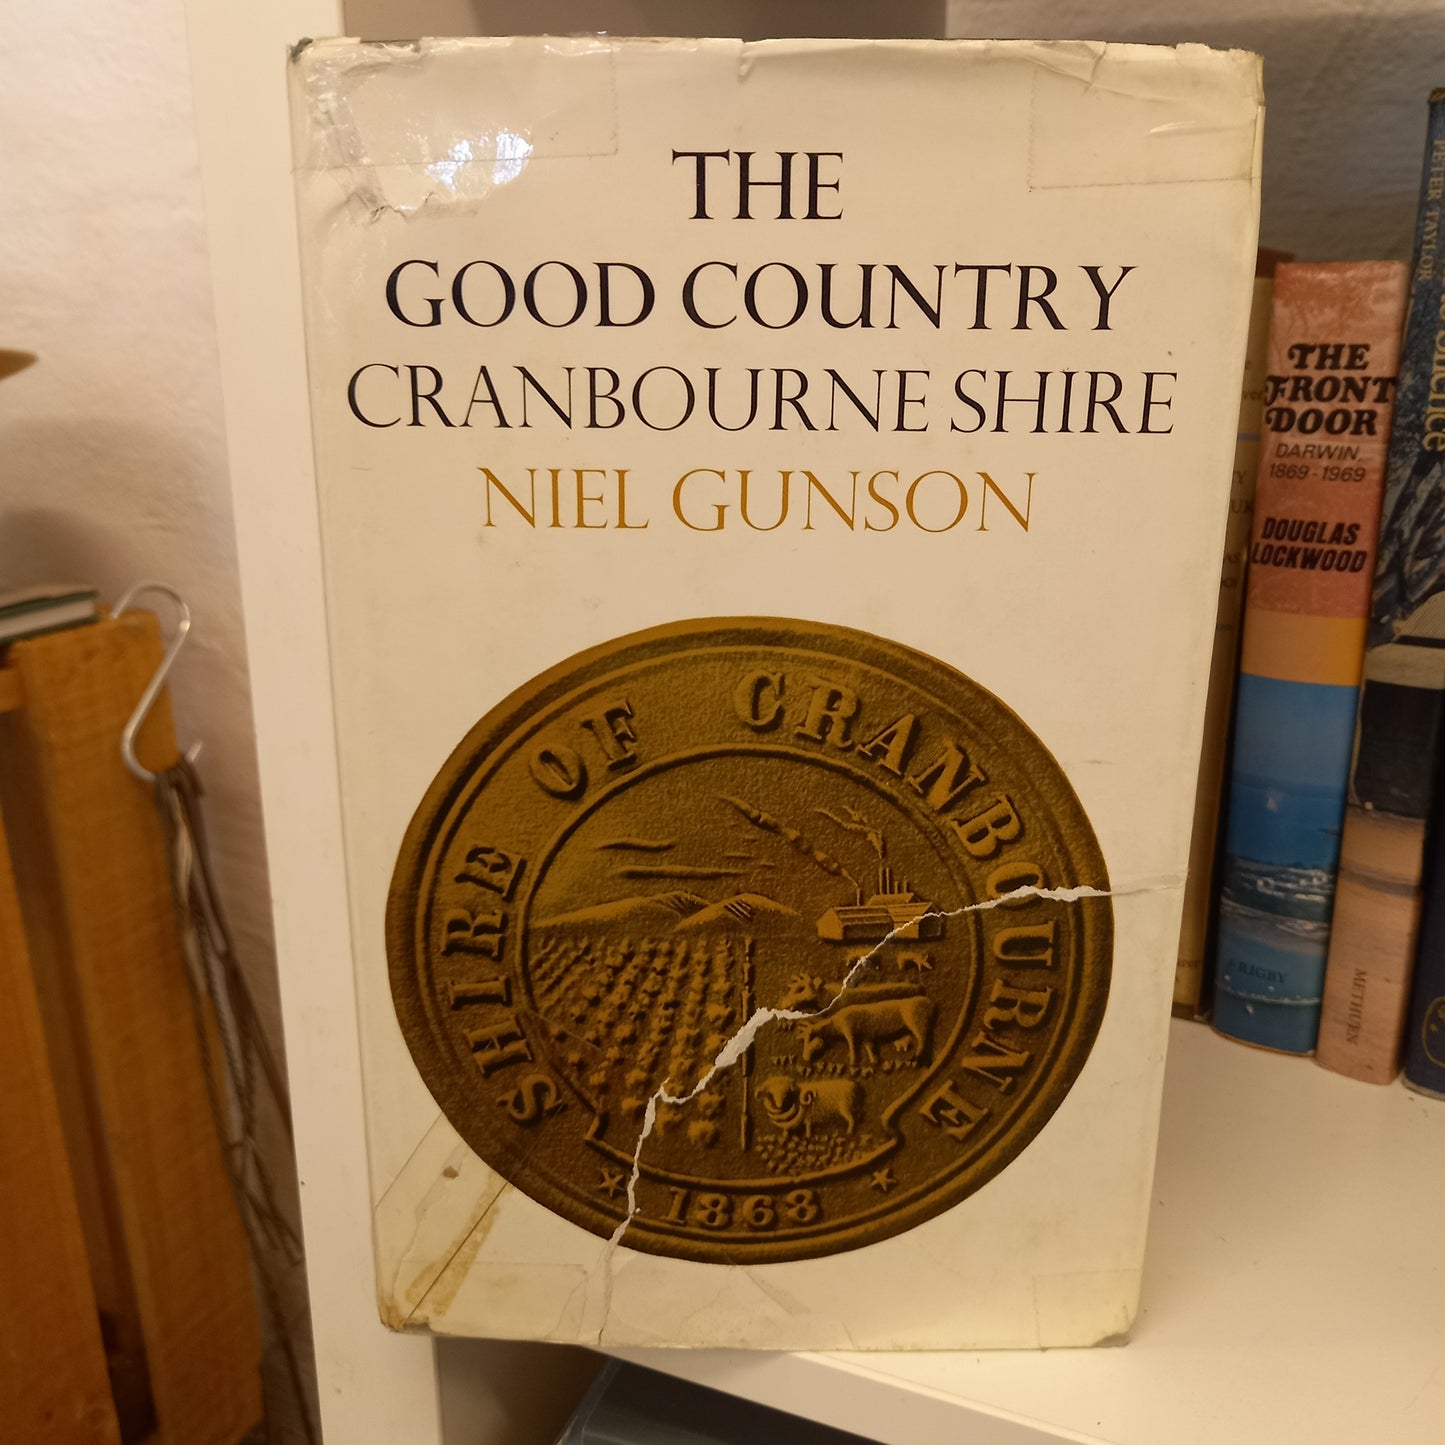 THE
GOOD COUNTRY
CRANBOURNE SHIRE
NIEL GUNSON
SHIRE OF CRANBOURNE
1868
THE
FRONT
DOOR
DARWIN,
1869-1969
DOUGLAS
LOCKWOOD
RIGBY
METHUEN
PETER TAYLOR